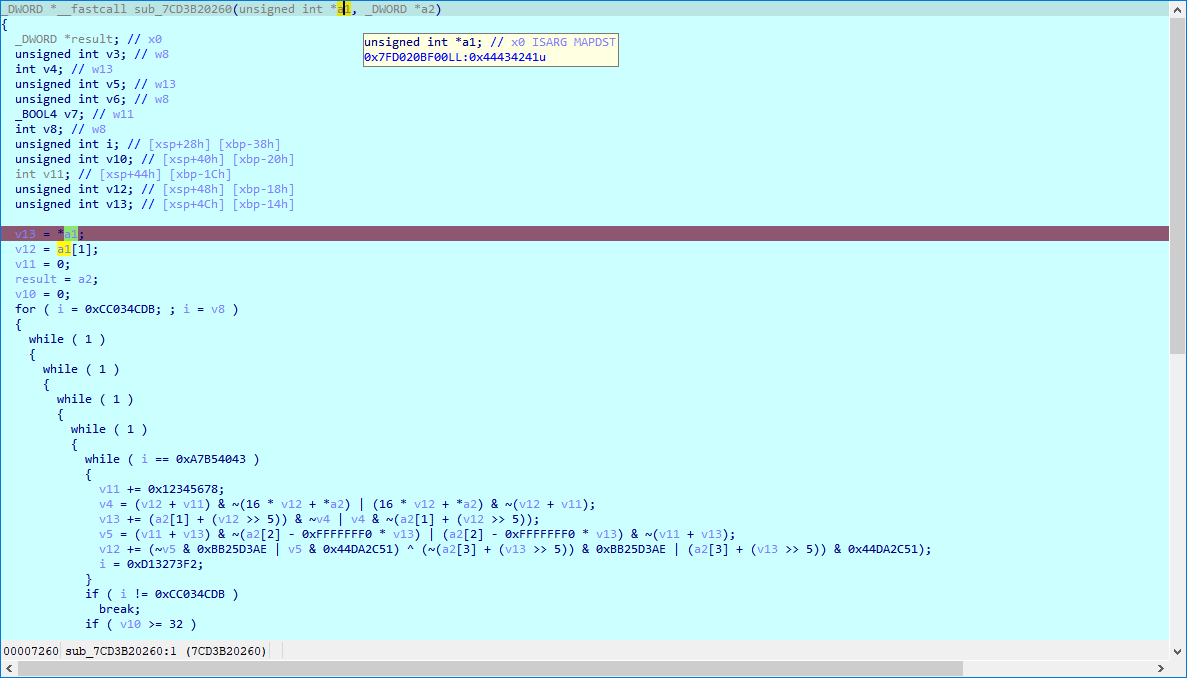 _DWORD *__fastcall sub_7CD3B20260(unsigned int *a1, _DWORD *a2)
{
  _DWORD *result; // x0
  unsigned int v3; // w8
  int v4; // w13
  unsigned int v5; // w13
  unsigned int v6; // w8
  _BOOL4 v7; // w11
  int v8; // w8
  unsigned int i; // [xsp+28h] [xbp-38h]
  unsigned int v10; // [xsp+40h] [xbp-20h]
  int v11; // [xsp+44h] [xbp-1Ch]
  unsigned int v12; // [xsp+48h] [xbp-18h]
  unsigned int v13; // [xsp+4Ch] [xbp-14h]
unsigned int *a1; // x0 ISARG MAPDST
0x7FD020BF00LL:0x44434241u
  v13 = *a1;
  v12 = a1[1];
  v11 = 0;
  result = a2;
  v10 = 0;
  for ( i = 0xCC034CDB; ; i = v8 )
  {
    while ( 1 )
    {
      while ( 1 )
      {
        while ( 1 )
        {
          while ( 1 )
          {
            while ( i == 0xA7B54043 )
            {
              v11 += 0x12345678;
              v4 = (v12 + v11) & ~(16 * v12 + *a2) | (16 * v12 + *a2) & ~(v12 + v11);
              v13 += (a2[1] + (v12 >> 5)) & ~v4 | v4 & ~(a2[1] + (v12 >> 5));
              v5 = (v11 + v13) & ~(a2[2] - 0xFFFFFFF0 * v13) | (a2[2] - 0xFFFFFFF0 * v13) & ~(v11 + v13);
              v12 += (~v5 & 0xBB25D3AE | v5 & 0x44DA2C51) ^ (~(a2[3] + (v13 >> 5)) & 0xBB25D3AE | (a2[3] + (v13 >> 5)) & 0x44DA2C51);
              i = 0xD13273F2;
            }
            if ( i != 0xCC034CDB )
              break;
            if ( v10 >= 32 )
00007260 sub_7CD3B20260:1 (7CD3B20260)